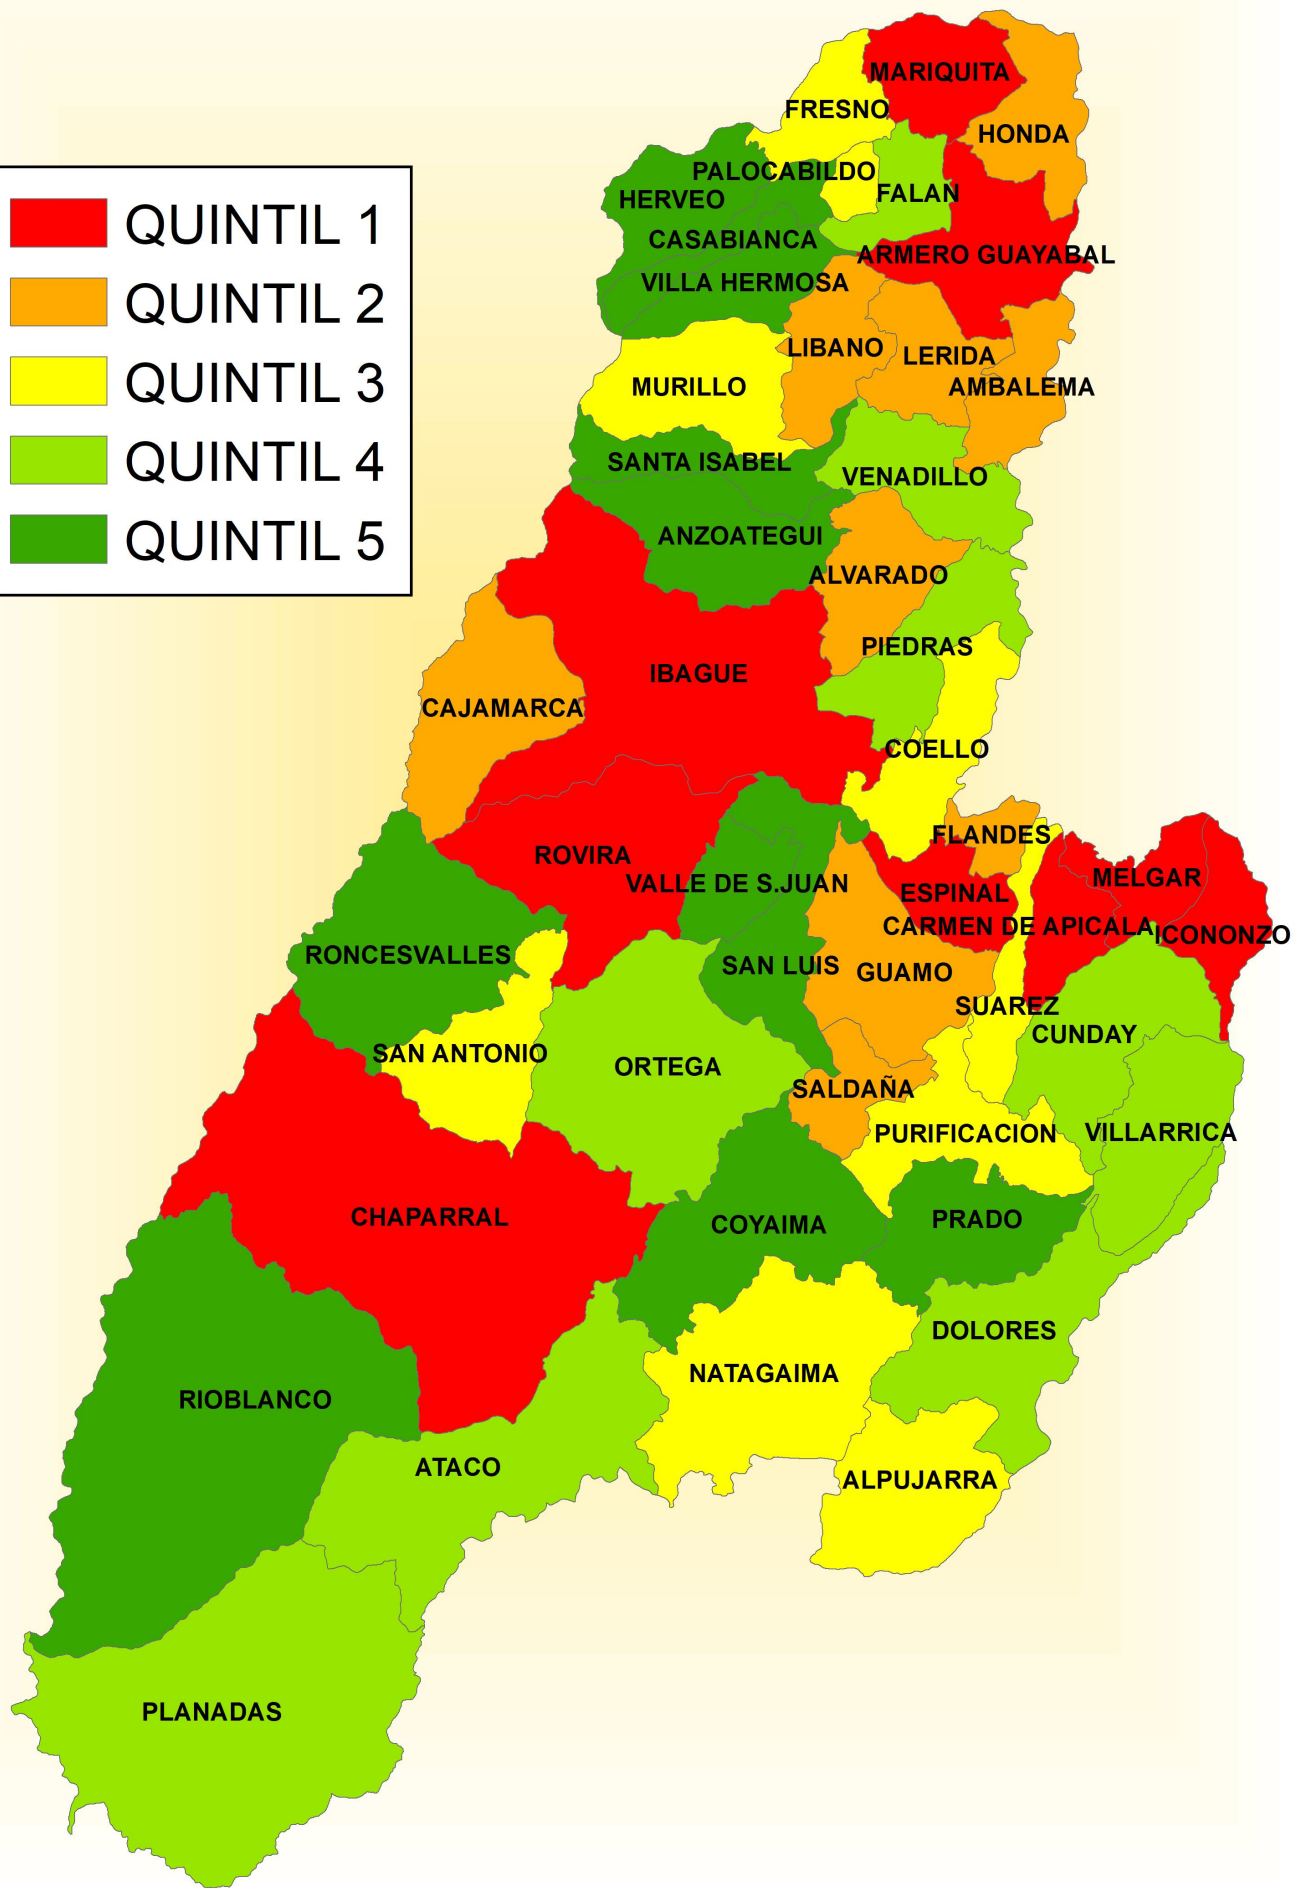 QUINTIL 1
QUINTIL 2
QUINTIL 3
QUINTIL 4
QUINTIL 5
MARIQUITA
FRESNO
HONDA
PALOCABILDO
HERVEO
FALAN
CASABIANCA
ARMERO GUAYABAL
VILLA HERMOSA
LIBANO
LERIDA
MURILLO
AMBALEMA
SANTA ISABEL
VENADILLO
ANZOATEGUI
ALVARADO
PIEDRAS
IBAGUE
CAJAMARCA
COELLO
FLANDES
ROVIRA
VALLE DE S.JUAN
ESPINAL
MELGAR
CARMEN DE APICALA
ICONONZO
RONCESVALLES
SAN LUIS
GUAMO
SUAREZ
CUNDAY
SAN ANTONIO
ORTEGA
SALDAÑA
PURIFICACION
VILLARRICA
CHAPARRAL
COYAIMA
PRADO
DOLORES
NATAGAIMA
RIOBLANCO
ATACO
ALPUJARRA
PLANADAS